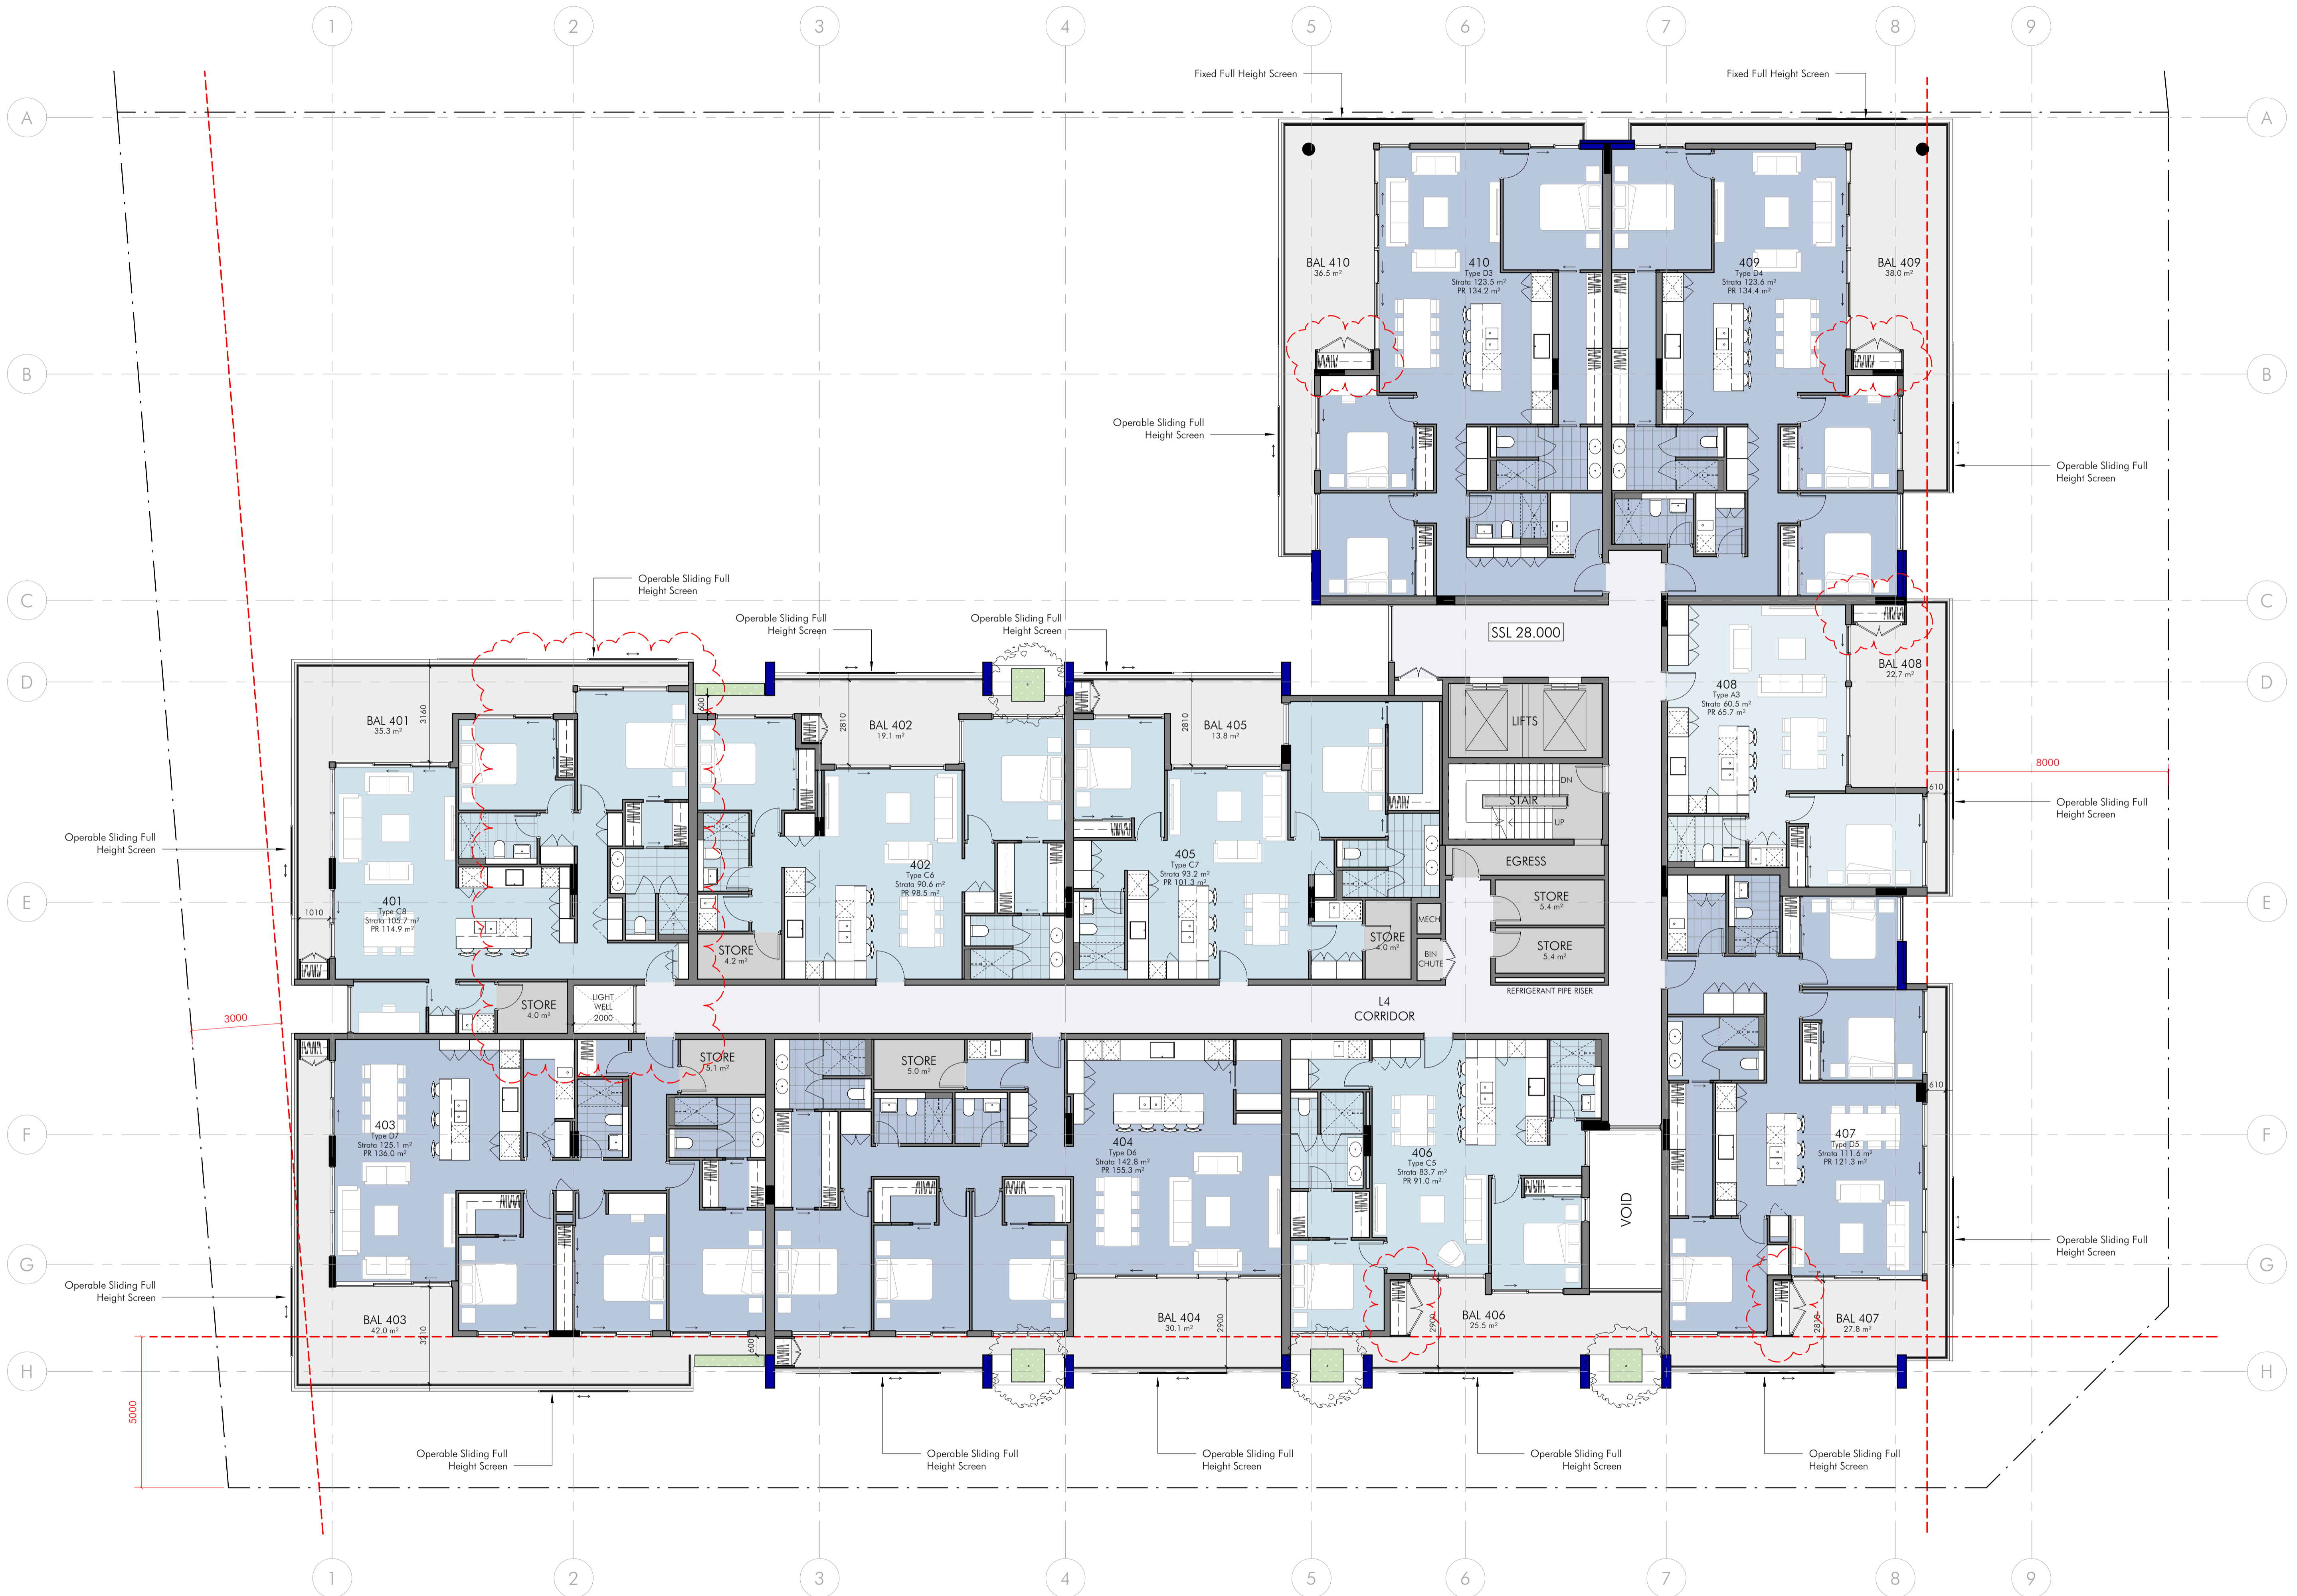 1 2 3 4 5 6 7 8 9
Fixed Full Height Screen
Fixed Full Height Screen
A
A
BAL 410
36.5 m²
410
Type D3
Strata 123.5 m²
PR 134.2 m²
409
Type D4
Strata 123.6 m²
PR 134.4 m²
BAL 409
38.0 m²
B
B
Operable Sliding Full
Height Screen
Operable Sliding Full
Height Screen
C
C
Operable Sliding Full
Height Screen
Operable Sliding Full
Height Screen
Operable Sliding Full
Height Screen
SSL 28.000
D
D
BAL 401
35.3 m²
3160
600
2810
BAL 402
19.1 m²
2810
BAL 405
13.8 m²
LIFTS
BAL 408
22.7 m²
408
Type A3
Strata 60.5 m²
PR 65.7 m²
8000
610
DN
STAIR
UP
Operable Sliding Full
Height Screen
Operable Sliding Full
Height Screen
EGRESS
E
E
1010
401
Type C8
Strata 105.7 m²
PR 114.9 m²
402
Type C6
Strata 90.6 m²
PR 98.5 m²
405
Type C7
Strata 93.2 m²
PR 101.3 m²
STORE
5.4 m²
MECH
STORE
4.2 m²
STORE
4.0 m²
BIN
CHUTE
STORE
5.4 m²
REFRIGERANT PIPE RISER
3000
STORE
4.0 m²
LIGHT
WELL
2000
L4
CORRIDOR
STORE
5.1 m²
STORE
5.0 m²
610
F
F
403
Type D7
Strata 125.1 m²
PR 136.0 m²
404
Type D6
Strata 142.8 m²
PR 155.3 m²
406
Type C5
Strata 83.7 m²
PR 91.0 m²
407
Type D5
Strata 111.6 m²
PR 121.3 m²
VOID
G
G
Operable Sliding Full
Height Screen
Operable Sliding Full
Height Screen
BAL 403
42.0 m²
3210
600
BAL 404
30.1 m²
2900
2900
BAL 406
25.5 m²
2810
BAL 407
27.8 m²
H
H
5000
Operable Sliding Full
Height Screen
Operable Sliding Full
Height Screen
Operable Sliding Full
Height Screen
Operable Sliding Full
Height Screen
Operable Sliding Full
Height Screen
1 2 3 4 5 6 7 8 9